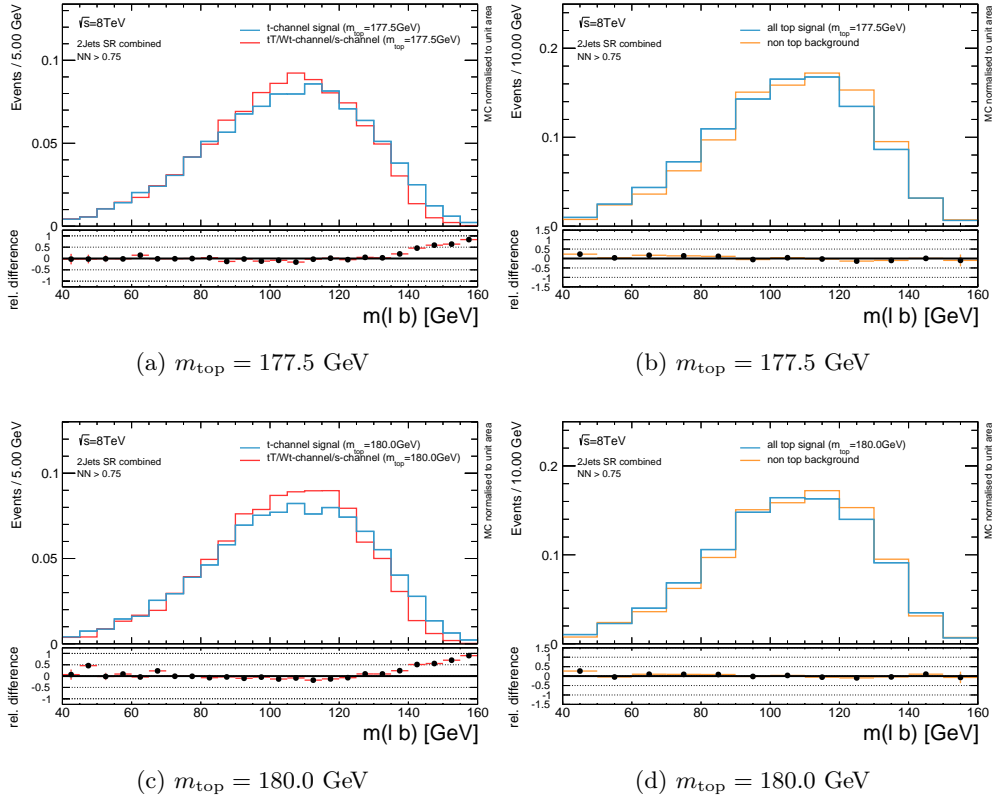 √s=8TeV
2Jets SR combined
NN > 0.75
t-channel signal (m_top=177.5GeV)
tT/Wt-channel/s-channel (m_top=177.5GeV)
MC normalised to unit area
Events / 5.00 GeV
0.1
0.05
0
rel. difference
1
0.5
0
-0.5
-1
40 60 80 100 120 140 160
m(l b) [GeV]
(a) m_top = 177.5 GeV
√s=8TeV
2Jets SR combined
NN > 0.75
all top signal (m_top=177.5GeV)
non top background
MC normalised to unit area
Events / 10.00 GeV
0.2
0.1
0
rel. difference
1.5
1
0.5
0
-0.5
-1
-1.5
40 60 80 100 120 140 160
m(l b) [GeV]
(b) m_top = 177.5 GeV
√s=8TeV
2Jets SR combined
NN > 0.75
t-channel signal (m_top=180.0GeV)
tT/Wt-channel/s-channel (m_top=180.0GeV)
MC normalised to unit area
Events / 5.00 GeV
0.1
0.05
0
rel. difference
1
0.5
0
-0.5
-1
40 60 80 100 120 140 160
m(l b) [GeV]
(c) m_top = 180.0 GeV
√s=8TeV
2Jets SR combined
NN > 0.75
all top signal (m_top=180.0GeV)
non top background
MC normalised to unit area
Events / 10.00 GeV
0.2
0.1
0
rel. difference
1.5
1
0.5
0
-0.5
-1
-1.5
40 60 80 100 120 140 160
m(l b) [GeV]
(d) m_top = 180.0 GeV